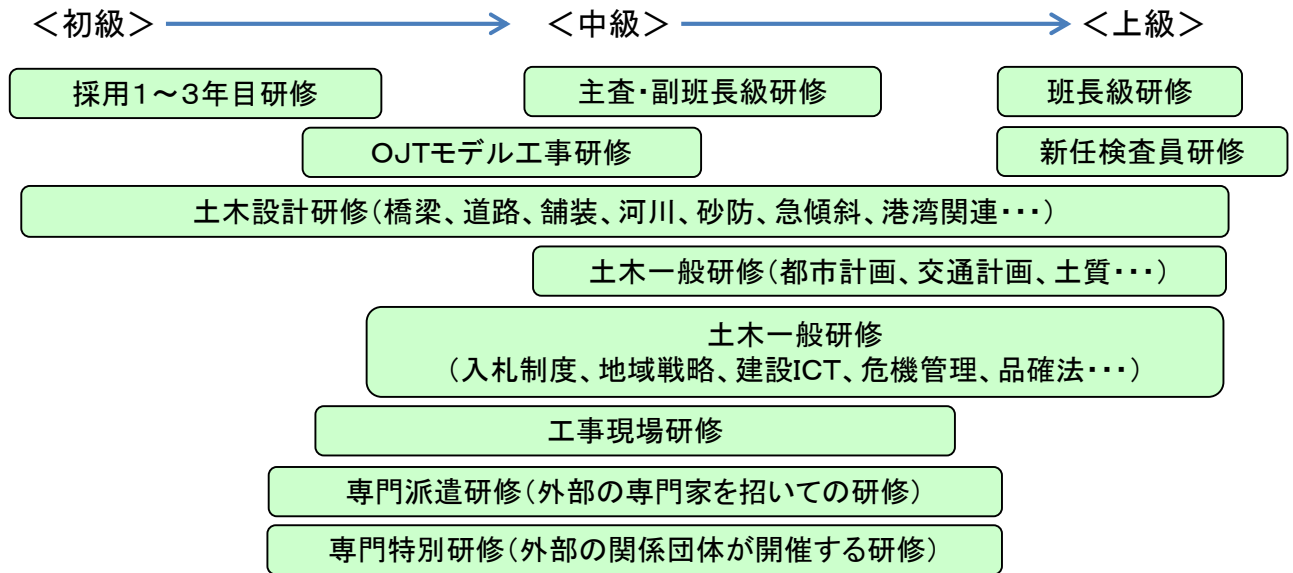 ＜初級＞ ＜中級＞ ＜上級＞
採用１～３年目研修 主査・副班長級研修 班長級研修
ＯＪＴモデル工事研修 新任検査員研修
土木設計研修（橋梁、道路、舗装、河川、砂防、急傾斜、港湾関連・・・）
土木一般研修（都市計画、交通計画、土質・・・）
土木一般研修
（入札制度、地域戦略、建設ＩＣＴ、危機管理、品確法・・・）
工事現場研修
専門派遣研修（外部の専門家を招いての研修）
専門特別研修（外部の関係団体が開催する研修）